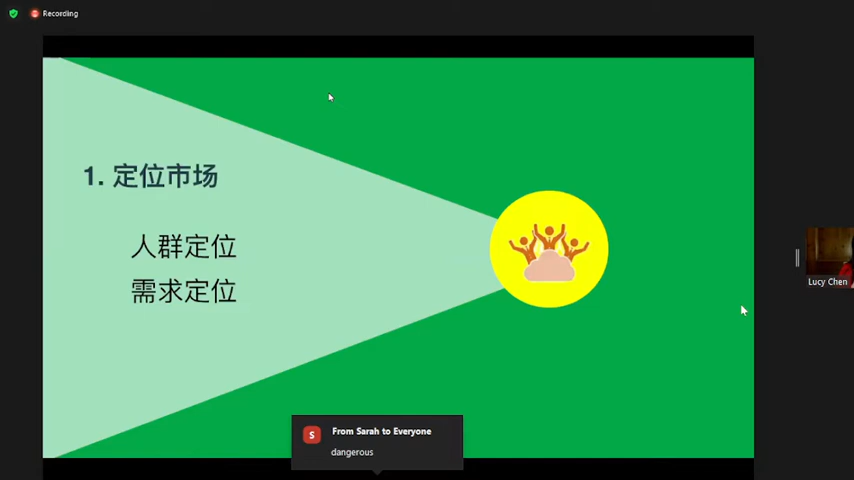 Recording
1. 定位市场
人群定位
需求定位
Lucy Chen
S
From Sarah to Everyone
dangerous